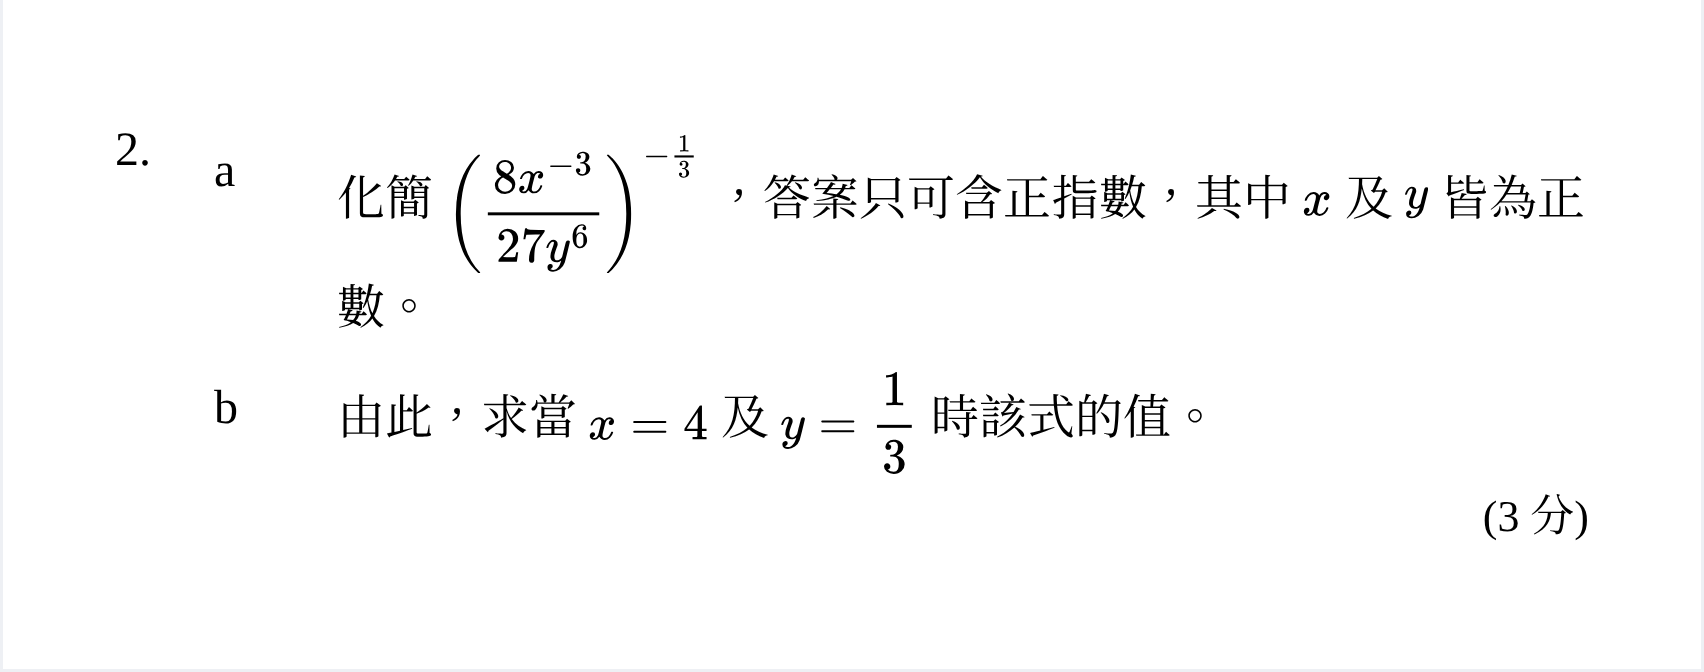 2. a 化簡 $\left(\dfrac{8x^{-3}}{27y^{6}}\right)^{-\frac{1}{3}}$ ，答案只可含正指數，其中 $x$ 及 $y$ 皆為正
數。
b 由此，求當 $x = 4$ 及 $y = \dfrac{1}{3}$ 時該式的值。
(3 分)